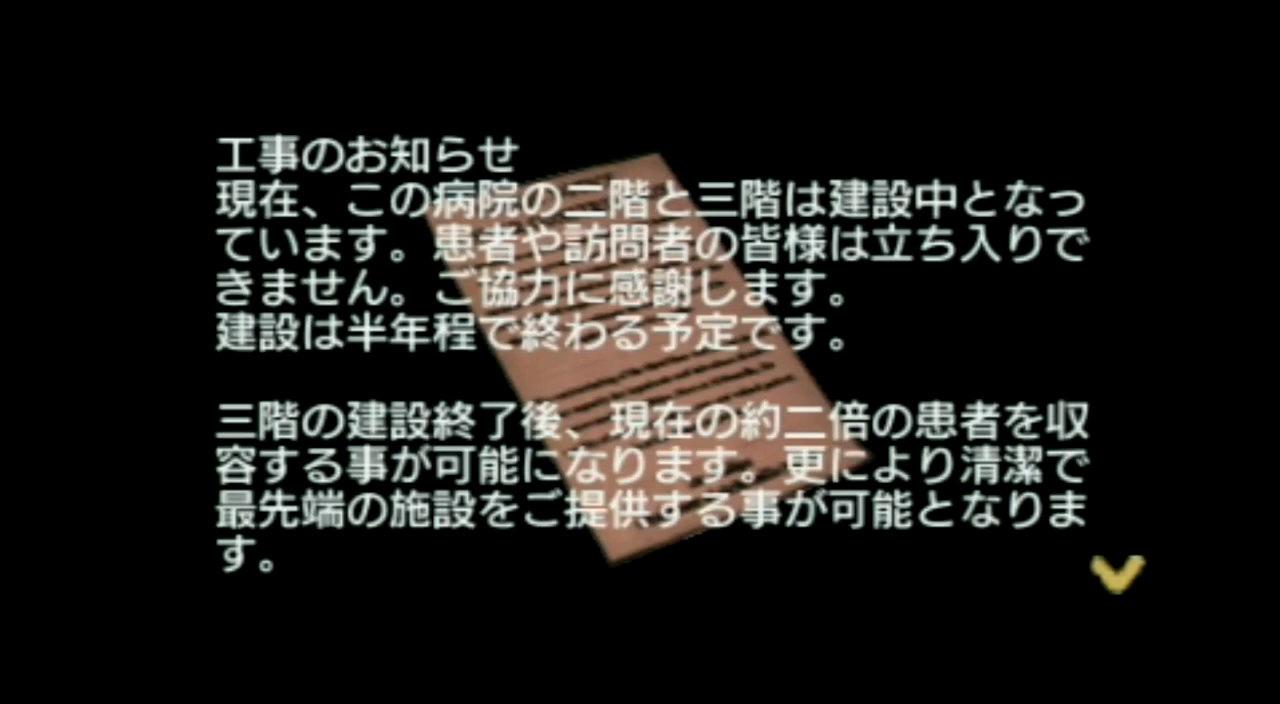 工事のお知らせ
現在、この病院の二階と三階は建設中となっ
ています。患者や訪問者の皆様は立ち入りで
きません。ご協力に感謝します。
建設は半年程で終わる予定です。
三階の建設終了後、現在の約二倍の患者を収
容する事が可能になります。更により清潔で
最先端の施設をご提供する事が可能となりま
す。